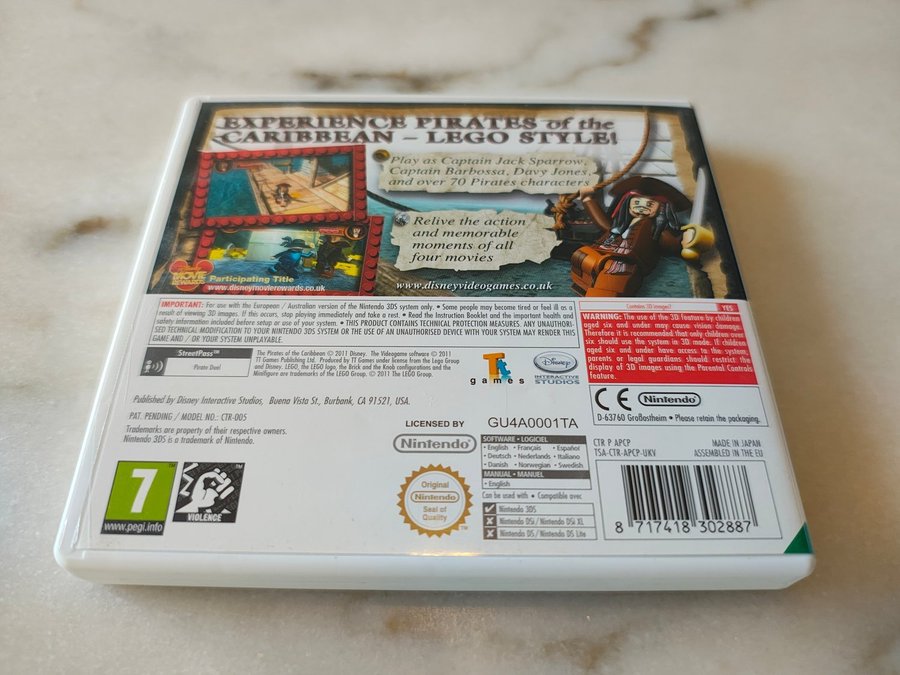 EXPERIENCE PIRATES of the
CARIBBEAN – LEGO STYLE!
Play as Captain Jack Sparrow,
Captain Barbossa, Davy Jones,
and over 70 Pirates characters
Relive the action
and memorable
moments of all
four movies
MOVIE
REWARDS
Participating Title
www.disneymovierewards.co.uk
www.disneyvideogames.co.uk
IMPORTANT: For use with the European / Australian version of the Nintendo 3DS system only. • Some people may become tired or feel ill as a
result of viewing 3D images. If this occurs, stop playing immediately and take a rest. • Read the Instruction Booklet and the important health and
safety information included before setup or use of your system. • THIS PRODUCT CONTAINS TECHNICAL PROTECTION MEASURES. ANY UNAUTHORI-
SED TECHNICAL MODIFICATION TO YOUR NINTENDO 3DS SYSTEM OR THE USE OF AN UNAUTHORISED DEVICE WITH YOUR SYSTEM MAY RENDER THIS
GAME AND / OR YOUR SYSTEM UNPLAYABLE.
Contains 3D Images? YES
WARNING: The use of the 3D feature by children
aged six and under may cause vision damage.
Therefore it is recommended that only children over
six should use the system in 3D mode. If children
aged six and under have access to the system,
parents or legal guardians should restrict the
display of 3D images using the Parental Controls
feature.
StreetPass™
Pirate Duel
The Pirates of the Caribbean © 2011 Disney. The Videogame software © 2011
TT Games Publishing Ltd. Produced by TT Games under license from the Lego Group
and Disney. LEGO, the LEGO logo, the Brick and the Knob configurations and the
Minifigure are trademarks of the LEGO Group. © 2011 The LEGO Group.
TT
games
Disney
INTERACTIVE
STUDIOS
CE Nintendo
D-63760 Großostheim • Please retain the packaging.
Published by Disney Interactive Studios, Buena Vista St., Burbank, CA 91521, USA.
PAT. PENDING / MODEL NO.: CTR-005
Trademarks are property of their respective owners.
Nintendo 3DS is a trademark of Nintendo.
LICENSED BY
Nintendo
GU4A0001TA
SOFTWARE • LOGICIEL
• English • Français • Español
• Deutsch • Nederlands • Italiano
• Danish • Norwegian • Swedish
MANUAL • MANUEL
• English
Can be used with • Compatible avec
Nintendo 3DS
Nintendo DSi / Nintendo DSi XL
Nintendo DS / Nintendo DS Lite
CTR P APCP MADE IN JAPAN
TSA-CTR-APCP-UKV ASSEMBLED IN THE EU
8 717418 302887
7
www.pegi.info
VIOLENCE
Original
Nintendo
Seal of
Quality